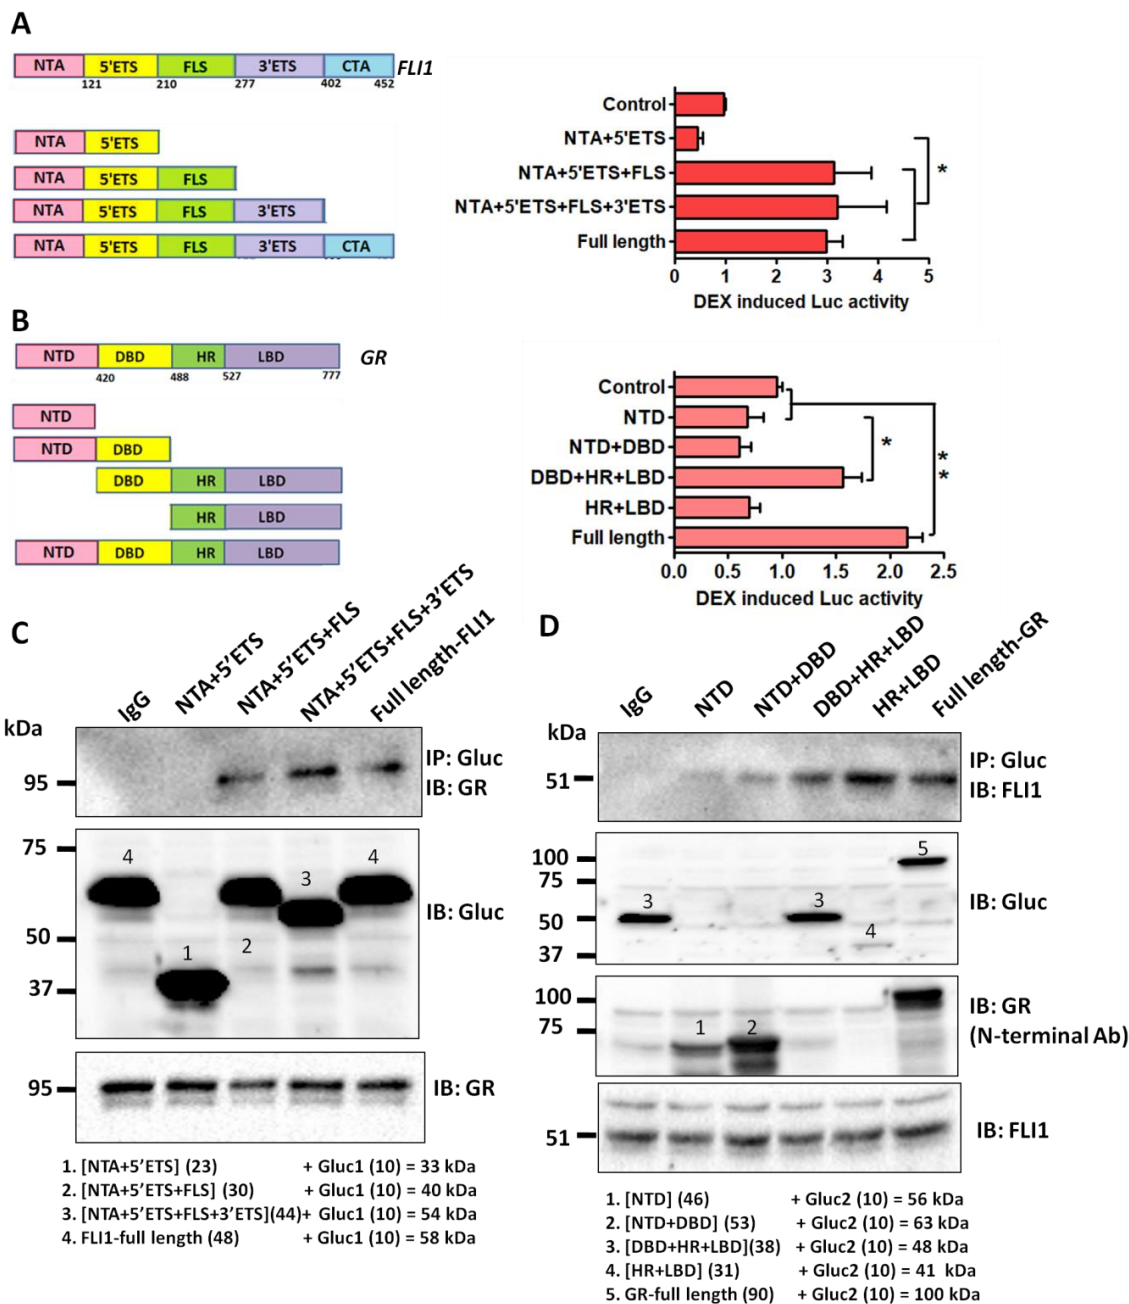 A
NTA 5'ETS FLS 3'ETS CTA FLI1
121 210 277 402 452
NTA 5'ETS
NTA 5'ETS FLS
NTA 5'ETS FLS 3'ETS
NTA 5'ETS FLS 3'ETS CTA
Control
NTA+5'ETS
NTA+5'ETS+FLS
NTA+5'ETS+FLS+3'ETS
Full length
*
0 1 2 3 4 5
DEX induced Luc activity
B
NTD DBD HR LBD GR
420 488 527 777
NTD
NTD DBD
DBD HR LBD
HR LBD
NTD DBD HR LBD
Control
NTD
NTD+DBD
DBD+HR+LBD
HR+LBD
Full length
*
*
*
0.0 0.5 1.0 1.5 2.0 2.5
DEX induced Luc activity
C
IgG
NTA+5'ETS
NTA+5'ETS+FLS
NTA+5'ETS+FLS+3'ETS
Full length-FLI1
kDa
95
IP: Gluc
IB: GR
75
50
37
4 1 2 3 4
IB: Gluc
95
IB: GR
1. [NTA+5'ETS] (23) + Gluc1 (10) = 33 kDa
2. [NTA+5'ETS+FLS] (30) + Gluc1 (10) = 40 kDa
3. [NTA+5'ETS+FLS+3'ETS](44)+ Gluc1 (10) = 54 kDa
4. FLI1-full length (48) + Gluc1 (10) = 58 kDa
D
IgG
NTD
NTD+DBD
DBD+HR+LBD
HR+LBD
Full length-GR
kDa
51
IP: Gluc
IB: FLI1
100
75
50
37
3 3 4 5
IB: Gluc
100
75
1 2
IB: GR
(N-terminal Ab)
51
IB: FLI1
1. [NTD] (46) + Gluc2 (10) = 56 kDa
2. [NTD+DBD] (53) + Gluc2 (10) = 63 kDa
3. [DBD+HR+LBD](38) + Gluc2 (10) = 48 kDa
4. [HR+LBD] (31) + Gluc2 (10) = 41 kDa
5. GR-full length (90) + Gluc2 (10) = 100 kDa